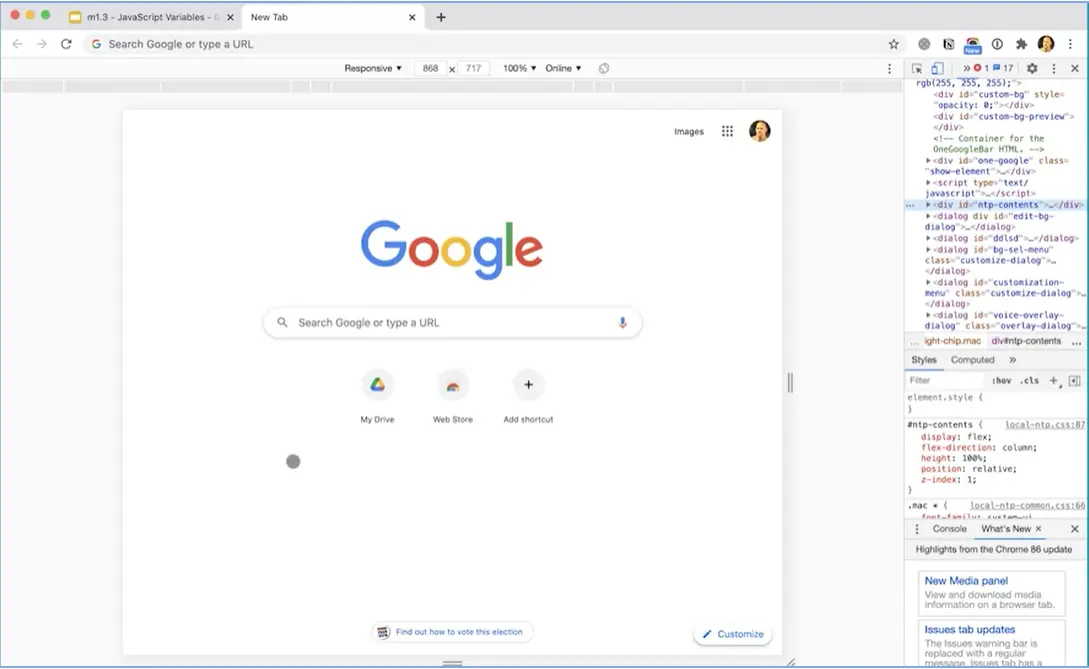 m1.3 - JavaScript Variables - G
New Tab
Search Google or type a URL
New
Responsive
868 x 717
100%
Online
1
17
rgb(255, 255, 255);">
<div id="custom-bg" style=
"opacity: 0;"></div>
<div id="custom-bg-preview">
</div>
<!-- Container for the
OneGoogleBar HTML. -->
<div id="one-google" class=
"show-element">…</div>
<script type="text/
javascript">…</script>
<div id="ntp-contents">…</div>
<dialog div id="edit-bg-
dialog">…</dialog>
<dialog id="ddlsd">…</dialog>
<dialog id="bg-sel-menu"
class="customize-dialog">…
</dialog>
<dialog id="customization-
menu" class="customize-dialog">…
</dialog>
<dialog id="voice-overlay-
dialog" class="overlay-dialog">…
... ight-chip.mac div#ntp-contents ...
Styles
Computed
Filter
:hov .cls +
element.style {
}
#ntp-contents { local-ntp.css:87
display: flex;
flex-direction: column;
height: 100%;
position: relative;
z-index: 1;
}
.mac * { local-ntp-common.css:66
font-family: system-ui
Console
What's New
Highlights from the Chrome 86 update
New Media panel
View and download media
information on a browser tab.
Issues tab updates
The Issues warning bar is
replaced with a regular
message. Issues tab has a
Images
Google
Search Google or type a URL
My Drive
Web Store
Add shortcut
Find out how to vote this election
Customize